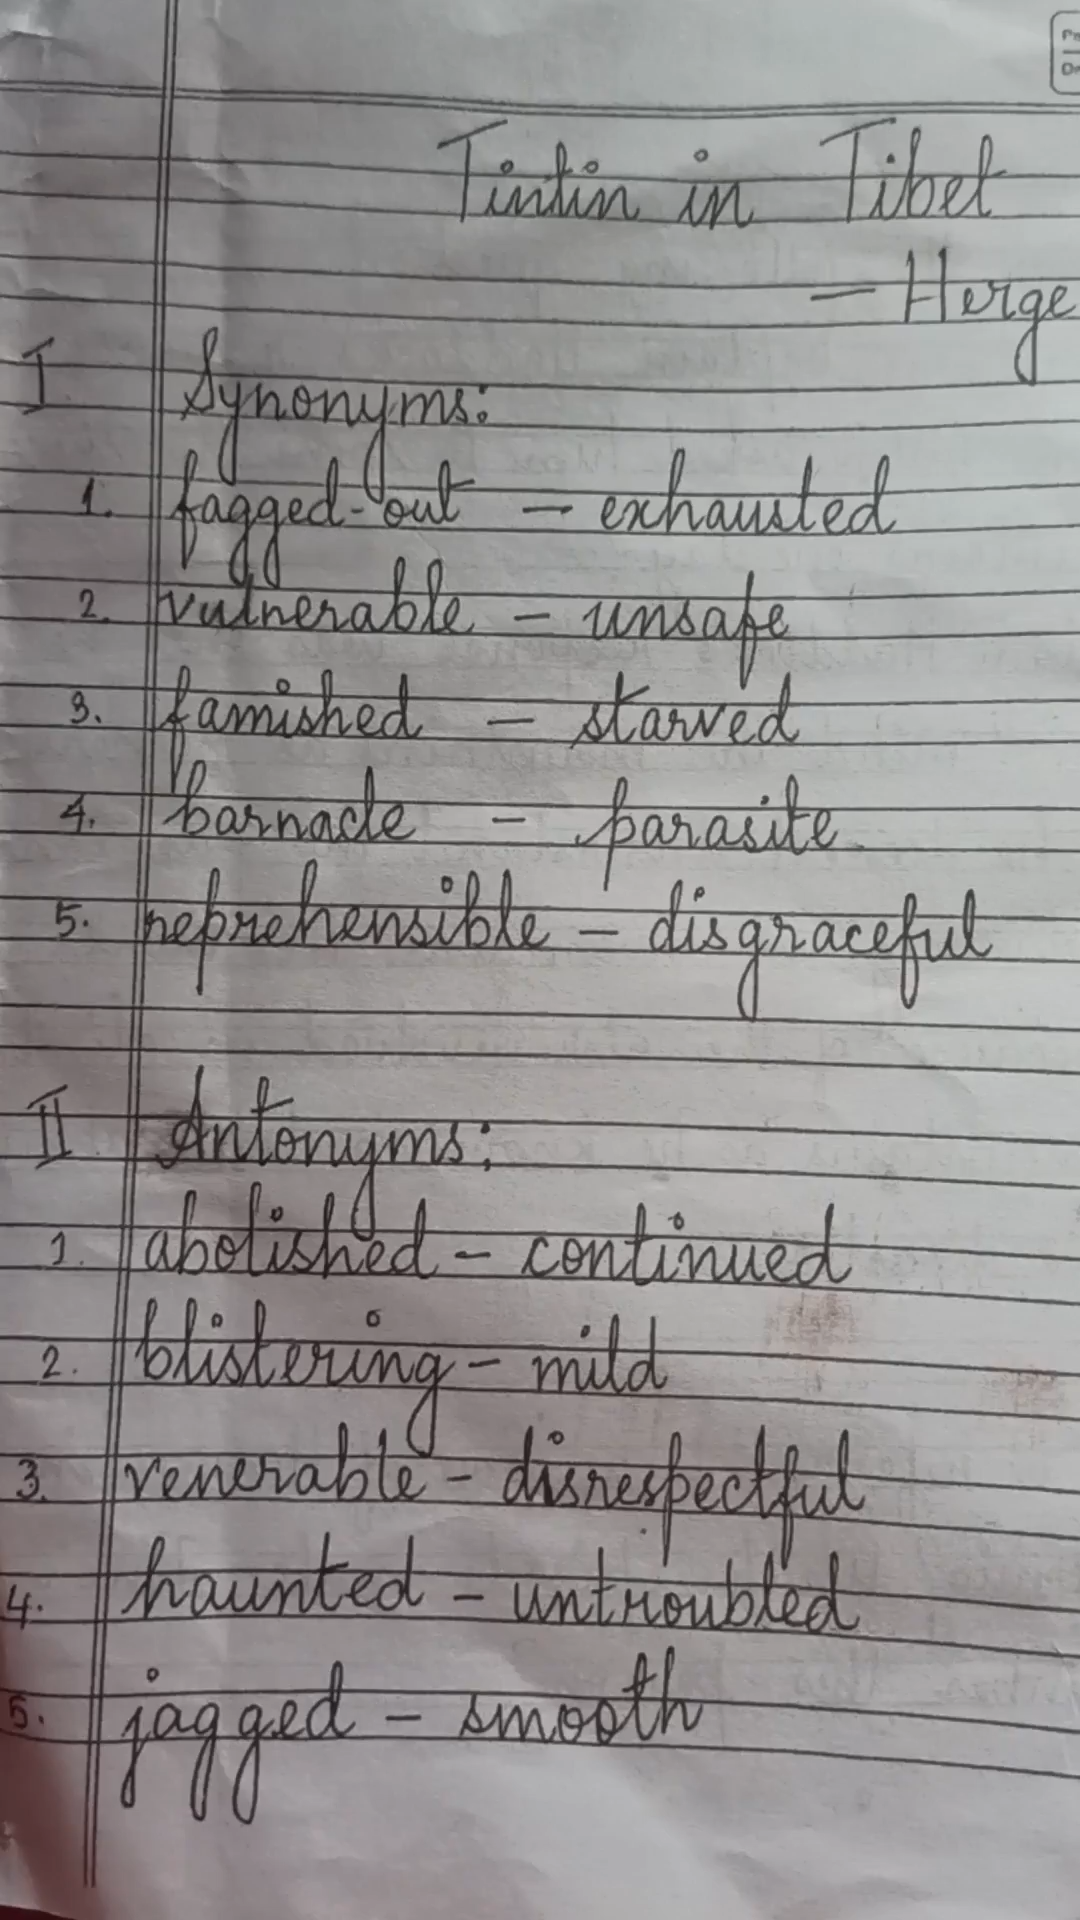 Tintin in Tibet
— Herge
I Synonyms:
1. fagged-out — exhausted
2. vulnerable — unsafe
3. famished — starved
4. barnacle — parasite
5. reprehensible — disgraceful
II Antonyms:
1. abolished — continued
2. blistering — mild
3. venerable — disrespectful
4. haunted — untroubled
5. jagged — smooth